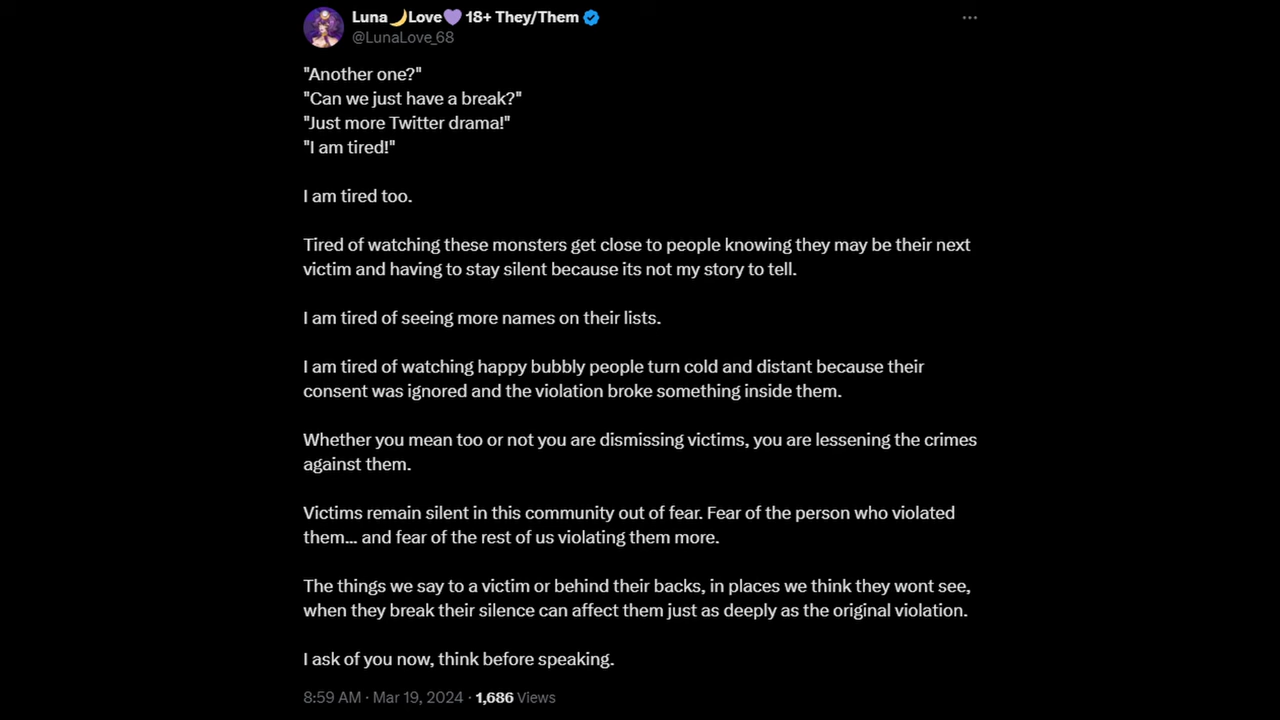 Luna🌙Love💜 18+ They/Them
@LunaLove_68
"Another one?"
"Can we just have a break?"
"Just more Twitter drama!"
"I am tired!"
I am tired too.
Tired of watching these monsters get close to people knowing they may be their next
victim and having to stay silent because its not my story to tell.
I am tired of seeing more names on their lists.
I am tired of watching happy bubbly people turn cold and distant because their
consent was ignored and the violation broke something inside them.
Whether you mean too or not you are dismissing victims, you are lessening the crimes
against them.
Victims remain silent in this community out of fear. Fear of the person who violated
them... and fear of the rest of us violating them more.
The things we say to a victim or behind their backs, in places we think they wont see,
when they break their silence can affect them just as deeply as the original violation.
I ask of you now, think before speaking.
8:59 AM · Mar 19, 2024 · 1,686 Views